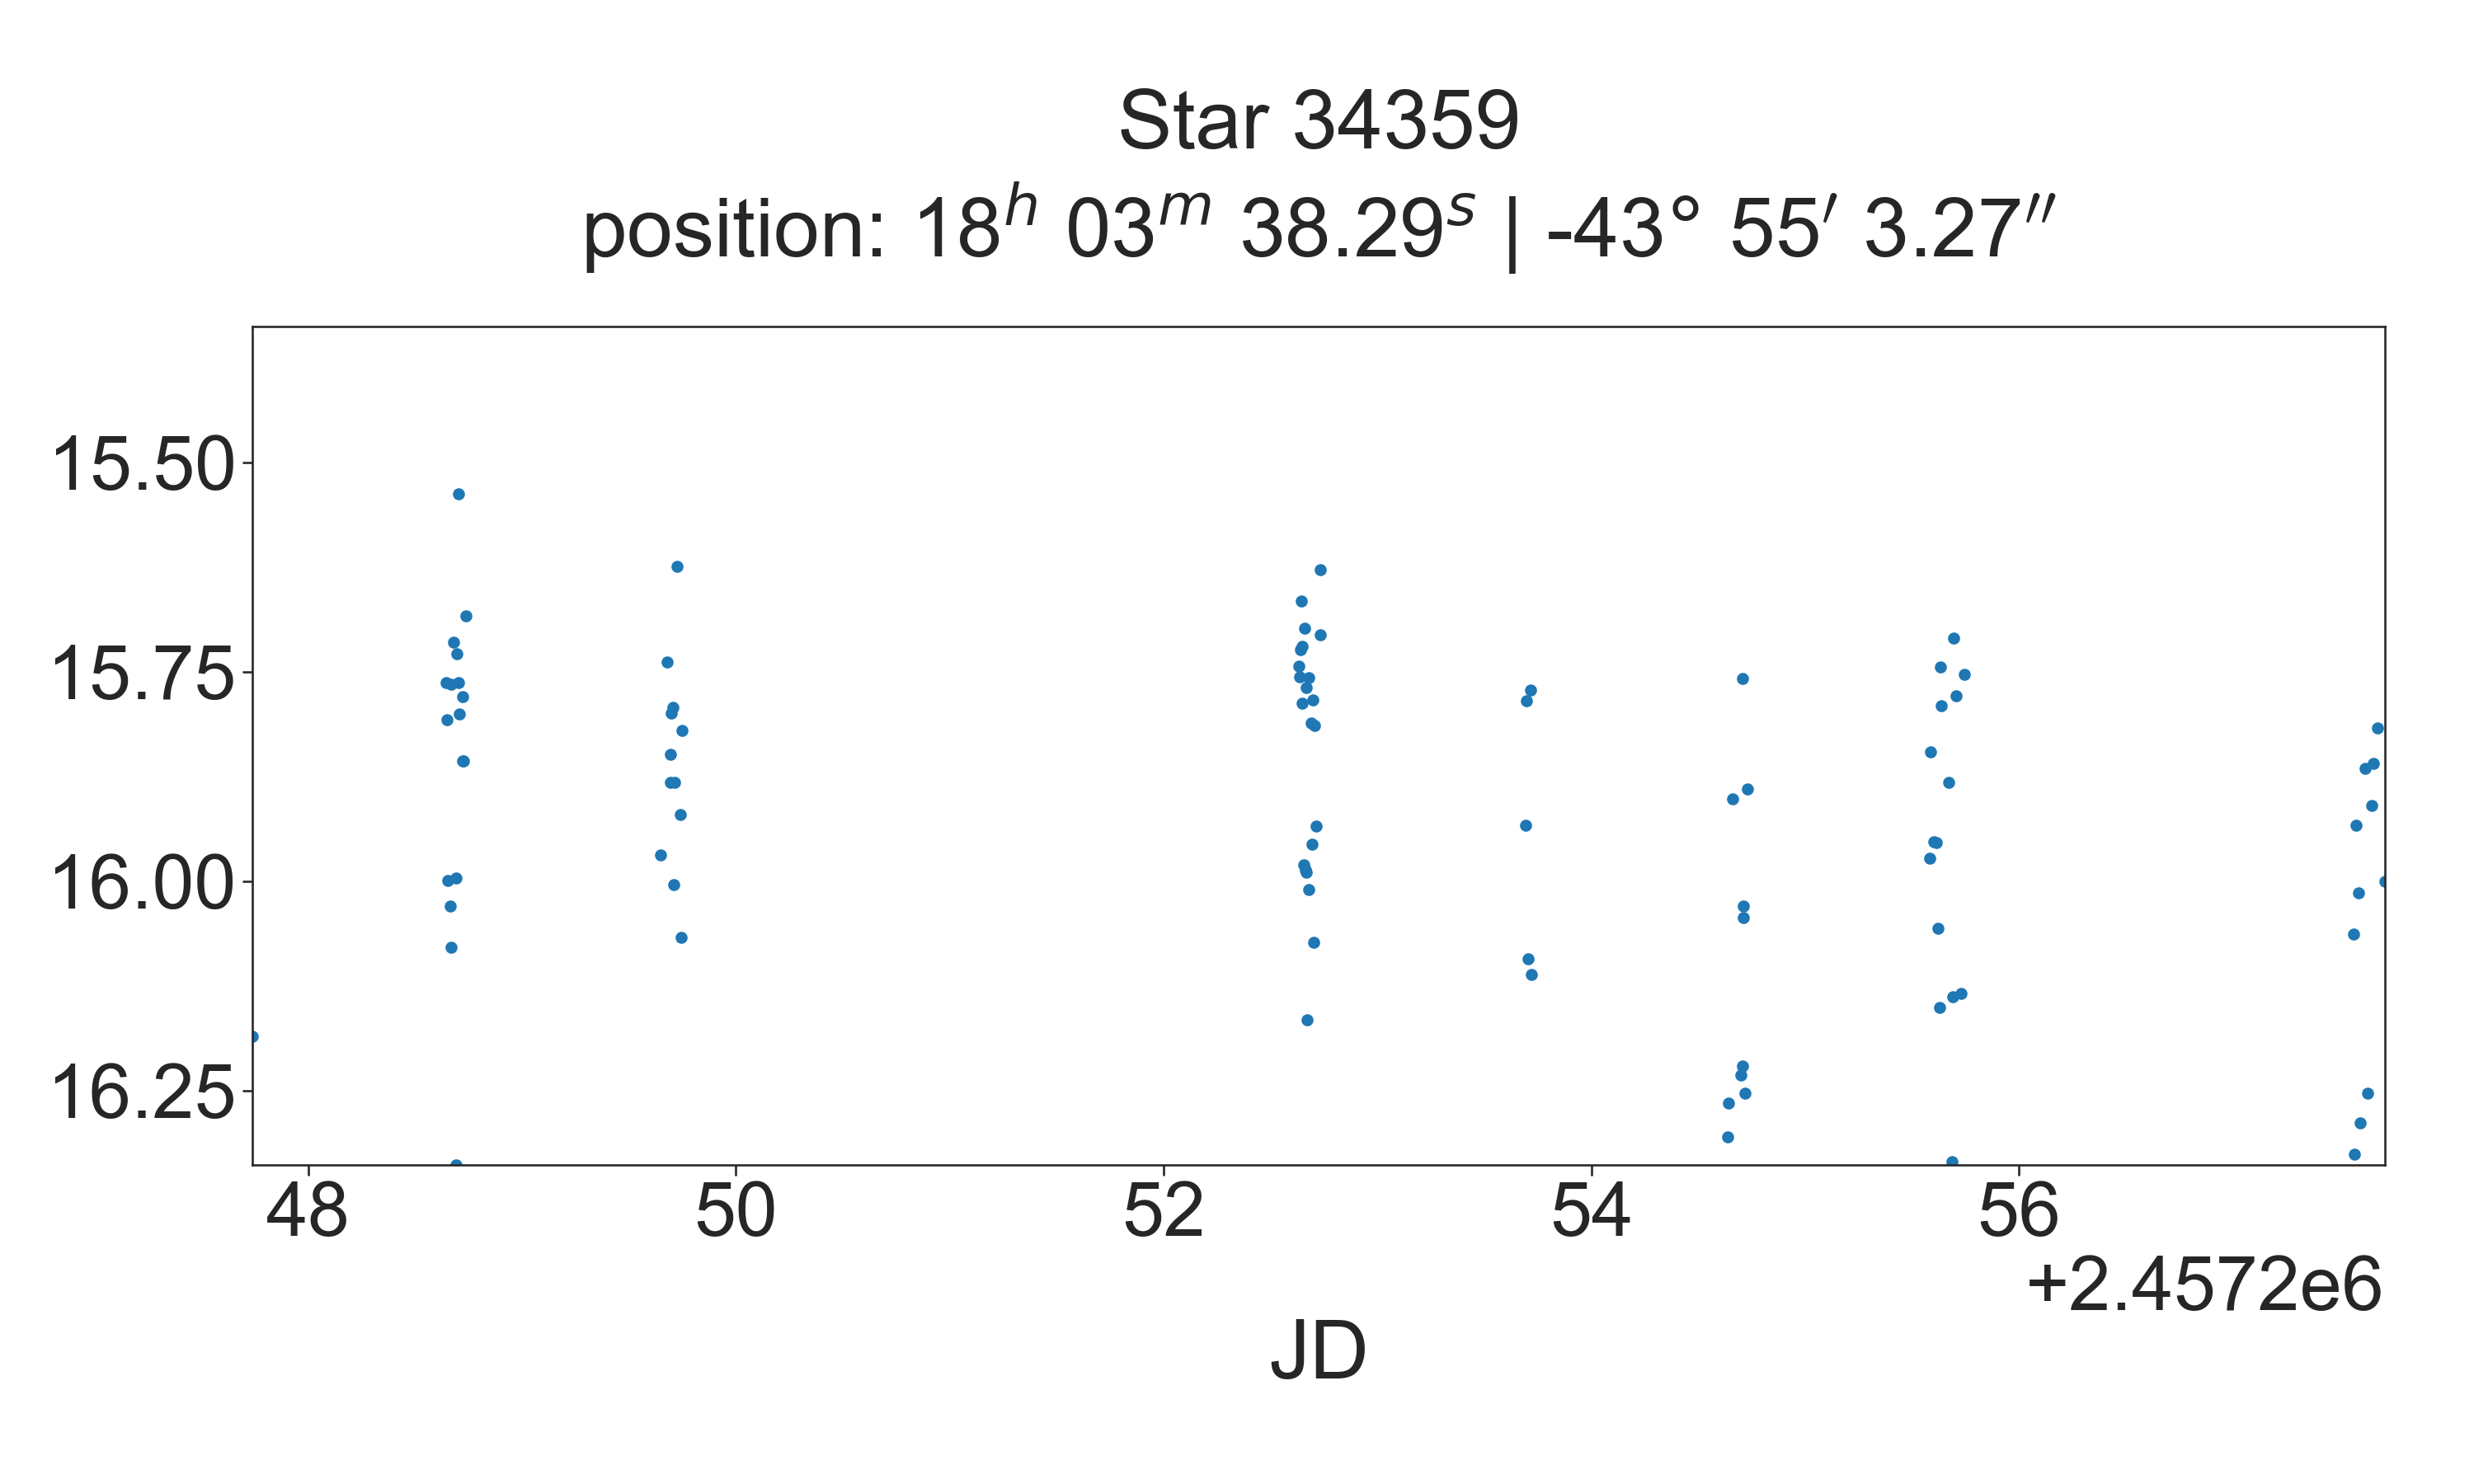 Star 34359
position: 18ʰ 03ᵐ 38.29ˢ | -43° 55′ 3.27′′
15.50
15.75
16.00
16.25
48 50 52 54 56
+2.4572e6
JD